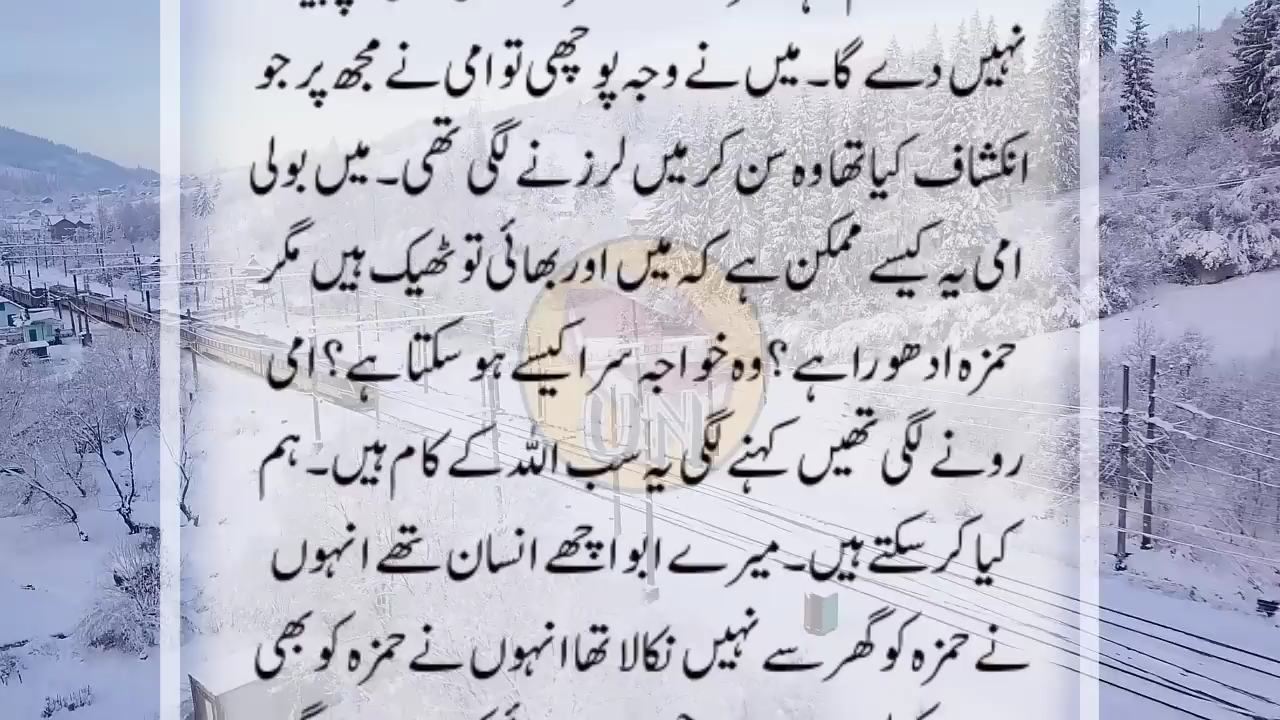 نہیں دے گا۔ میں نے وجہ پوچھی تو امی نے مجھ پر جو
انکشاف کیا تھا وہ سن کر میں لرزنے لگی تھی۔ میں بولی
امی یہ کیسے ممکن ہے کہ میں اور بھائی تو ٹھیک ہیں مگر
حمزہ ادھورا ہے ؟ وہ خواجہ سرا کیسے ہو سکتا ہے ؟ امی
رونے لگی تھیں کہنے لگی یہ سب اللہ کے کام ہیں۔ ہم
کیا کر سکتے ہیں۔ میرے ابو اچھے انسان تھے انہوں
نے حمزہ کو گھر سے نہیں نکالا تھا انہوں نے حمزہ کو بھی
UN